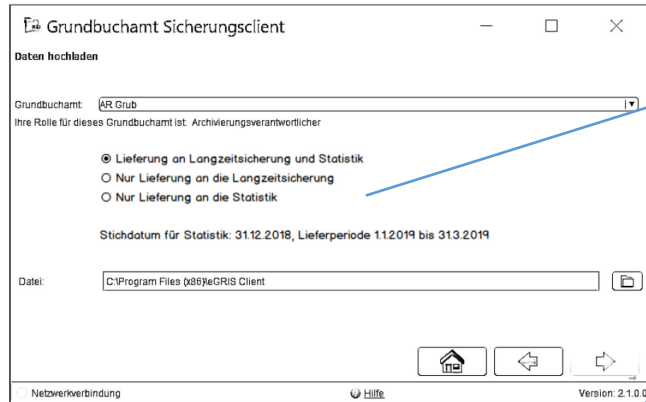 Grundbuchamt Sicherungsclient
Daten hochladen
Grundbuchamt: AR Grub
Ihre Rolle für dieses Grundbuchamt ist: Archivierungsverantwortlicher
Lieferung an Langzeitsicherung und Statistik
Nur Lieferung an die Langzeitsicherung
Nur Lieferung an die Statistik
Stichdatum für Statistik: 31.12.2018, Lieferperiode 1.1.2019 bis 31.3.2019
Datei: C:\Program Files (x86)\eGRIS Client
Netzwerkverbindung Hilfe Version: 2.1.0.0